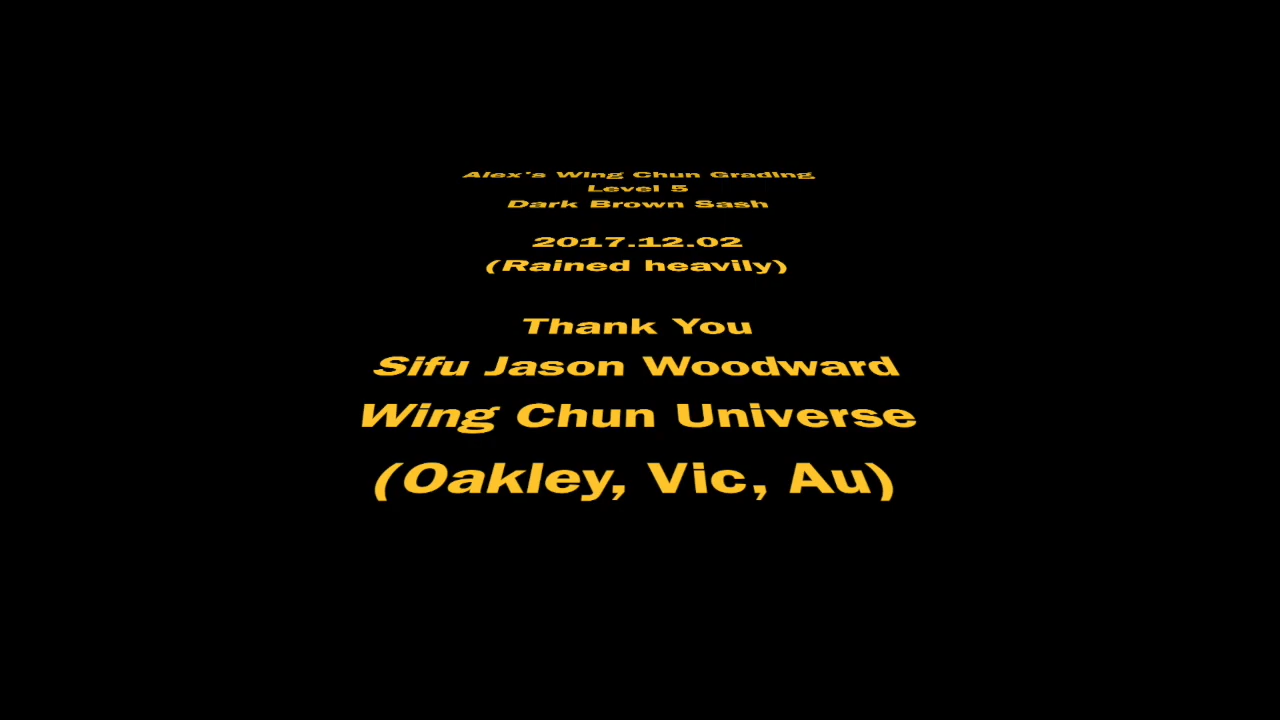 Alex's Wing Chun Grading
Level 5
Dark Brown Sash
2017.12.02
(Rained heavily)
Thank You
Sifu Jason Woodward
Wing Chun Universe
(Oakley, Vic, Au)